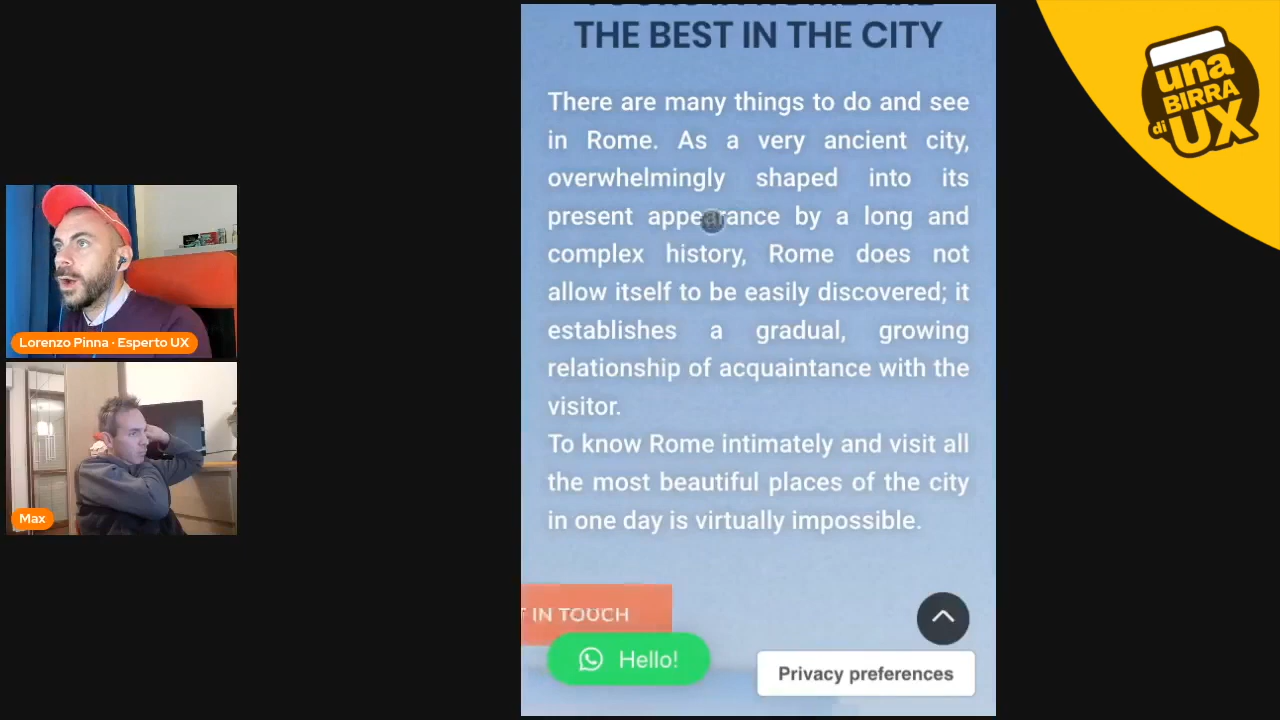 THE BEST IN THE CITY
There are many things to do and see
in Rome. As a very ancient city,
overwhelmingly shaped into its
present appearance by a long and
complex history, Rome does not
allow itself to be easily discovered; it
establishes a gradual, growing
relationship of acquaintance with the
visitor.
To know Rome intimately and visit all
the most beautiful places of the city
in one day is virtually impossible.
IN TOUCH
Hello!
Privacy preferences
Lorenzo Pinna · Esperto UX
Max
una
BIRRA
di UX